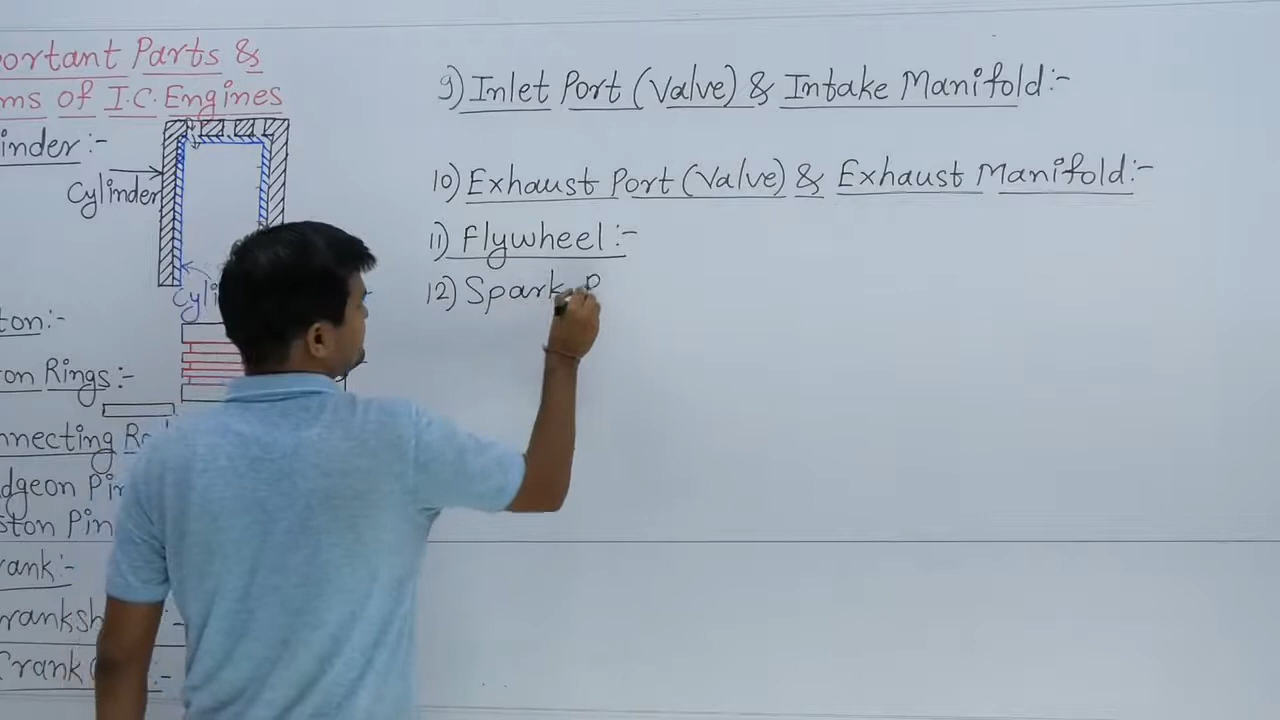 ortant Parts &
ms of I.C. Engines
inder:-
Cylinder
ton:-
on Rings:-
nnecting
dgeon Pin
ston Pin
rank:-
ranksh
Crank
9) Inlet Port (Valve) & Intake Manifold:-
10) Exhaust Port (Valve) & Exhaust Manifold:-
11) Flywheel:-
12) Spark P